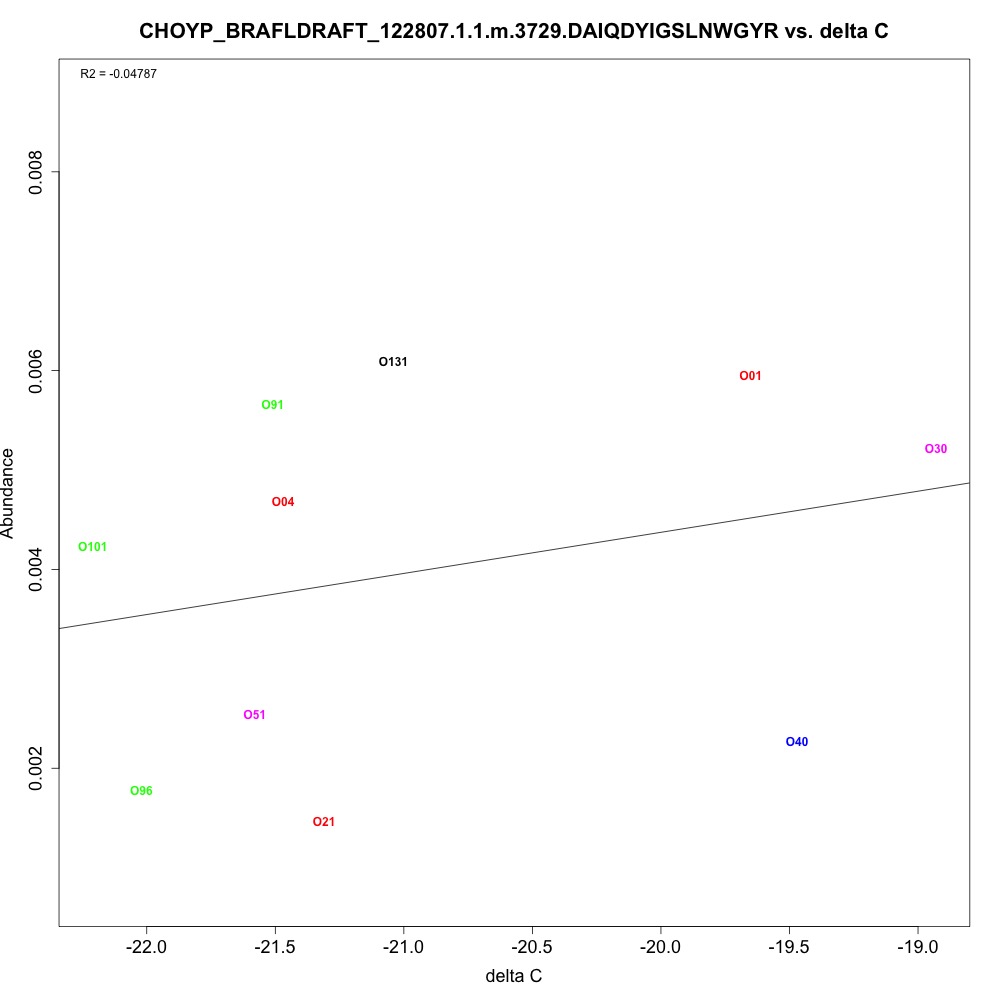 CHOYP_BRAFLDRAFT_122807.1.1.m.3729.DAIQDYIGSLNWGYR vs. delta C
R2 = -0.04787
0.008
0.006
0.004
0.002
Abundance
O131
O01
O91
O30
O04
O101
O51
O40
O96
O21
-22.0 -21.5 -21.0 -20.5 -20.0 -19.5 -19.0
delta C